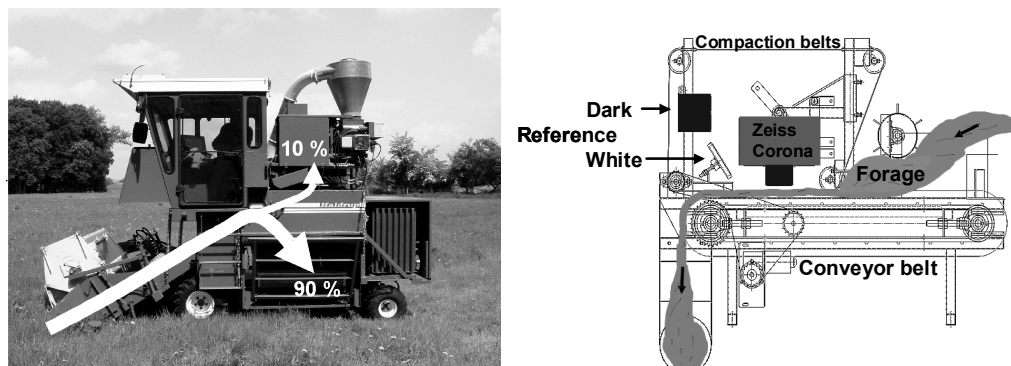 10 %
Haldrup
90 %
Compaction belts
Dark
Reference
White
Zeiss
Corona
Forage
Conveyor belt